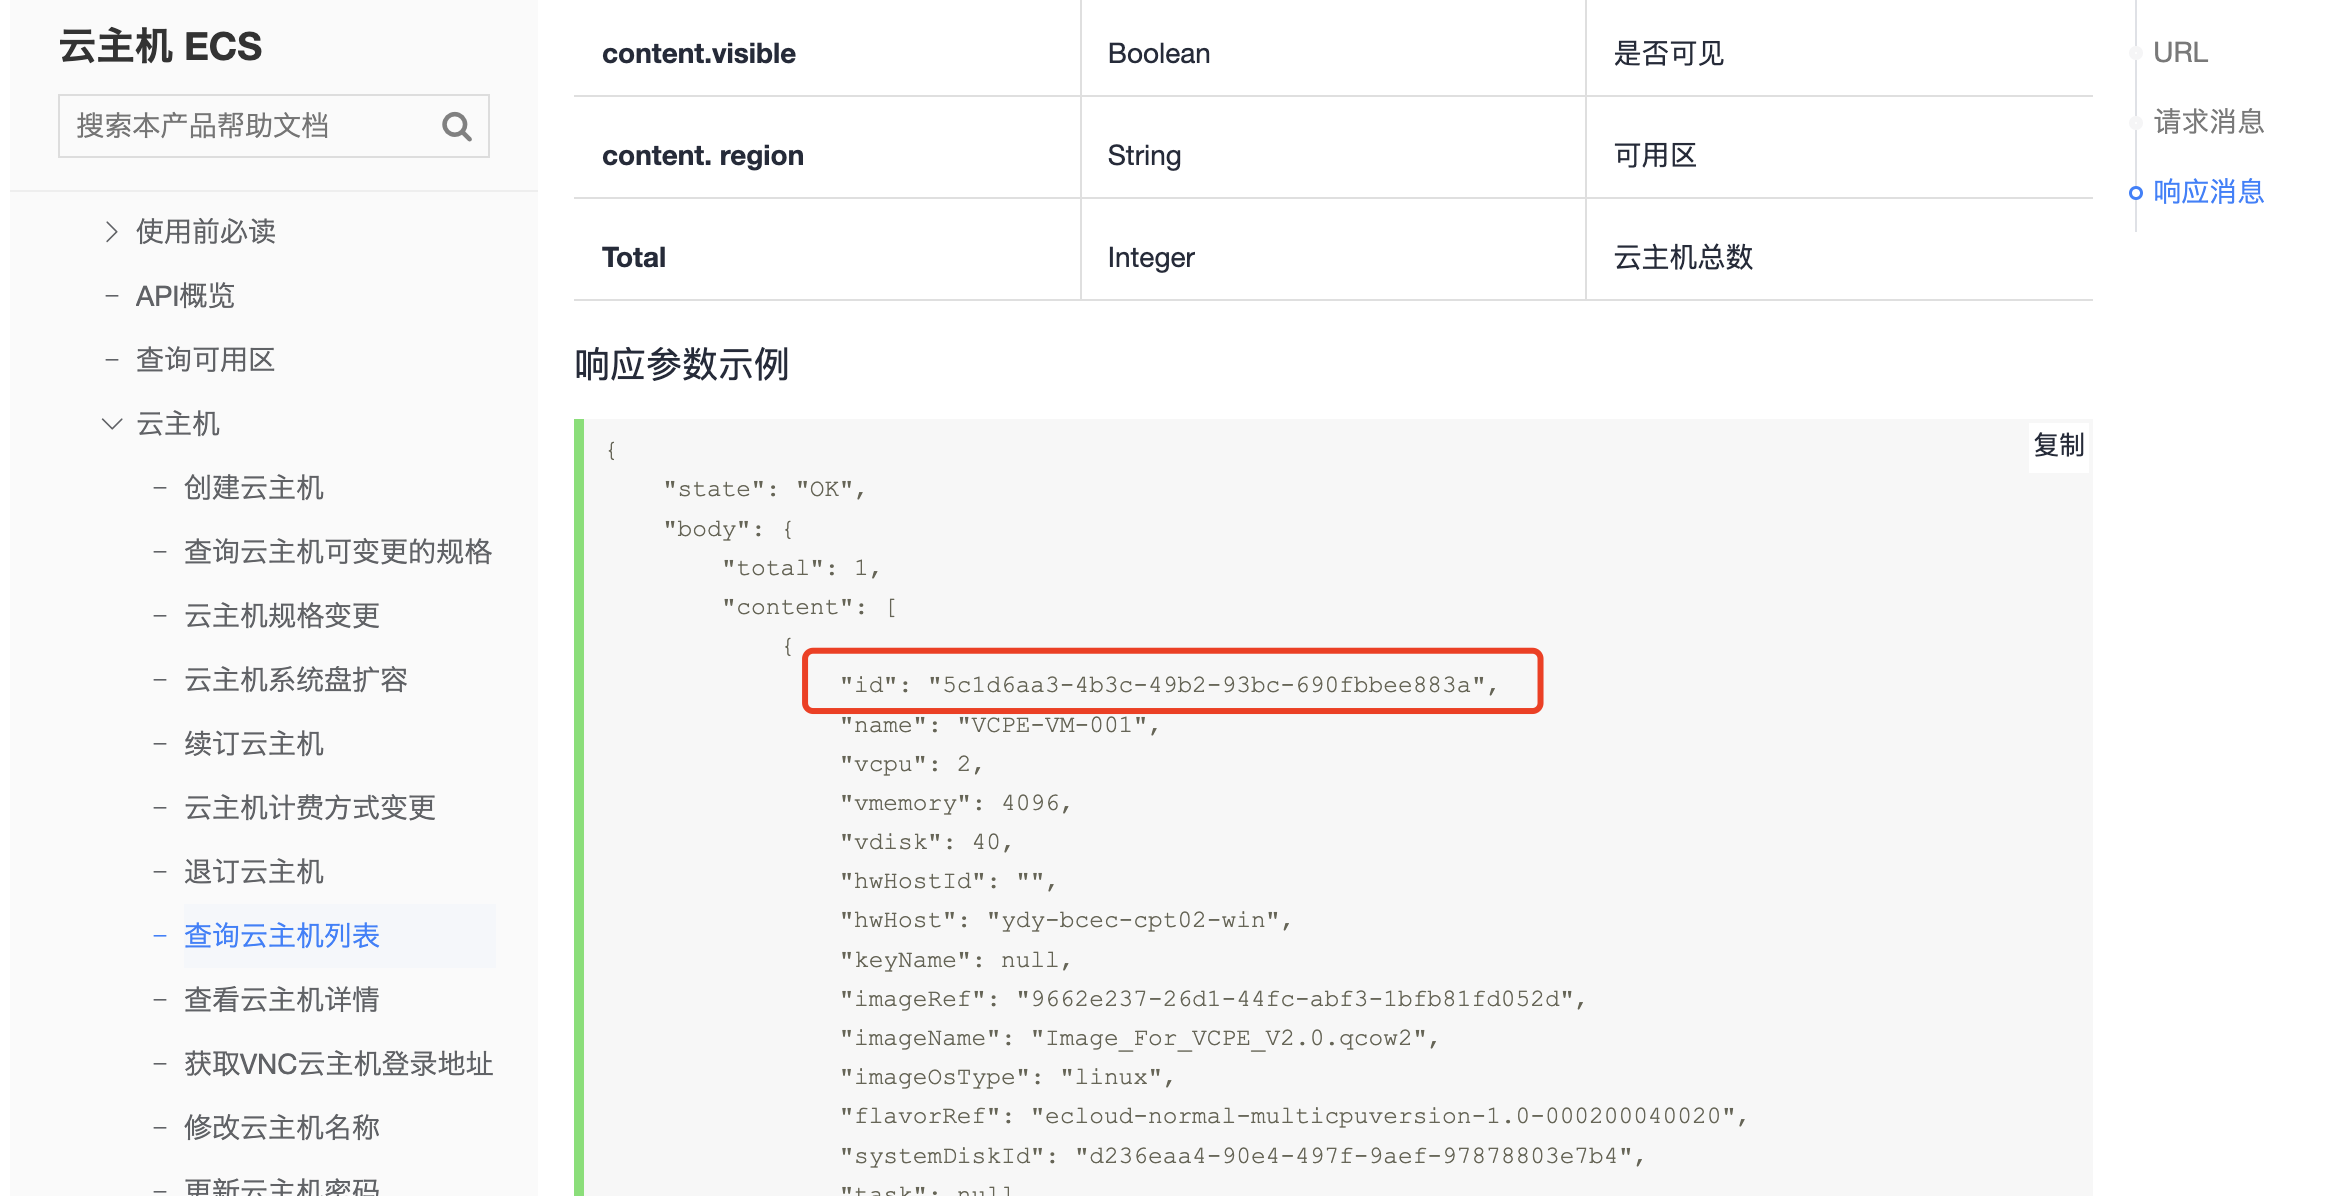 云主机 ECS
搜索本产品帮助文档
使用前必读
API概览
查询可用区
云主机
创建云主机
查询云主机可变更的规格
云主机规格变更
云主机系统盘扩容
续订云主机
云主机计费方式变更
退订云主机
查询云主机列表
查看云主机详情
获取VNC云主机登录地址
修改云主机名称
更新云主机密码
content.visible Boolean 是否可见
content. region String 可用区
Total Integer 云主机总数
响应参数示例
复制
{
"state": "OK",
"body": {
"total": 1,
"content": [
{
"id": "5c1d6aa3-4b3c-49b2-93bc-690fbbee883a",
"name": "VCPE-VM-001",
"vcpu": 2,
"vmemory": 4096,
"vdisk": 40,
"hwHostId": "",
"hwHost": "ydy-bcec-cpt02-win",
"keyName": null,
"imageRef": "9662e237-26d1-44fc-abf3-1bfb81fd052d",
"imageName": "Image_For_VCPE_V2.0.qcow2",
"imageOsType": "linux",
"flavorRef": "ecloud-normal-multicpuversion-1.0-000200040020",
"systemDiskId": "d236eaa4-90e4-497f-9aef-97878803e7b4",
"task": null
URL
请求消息
响应消息